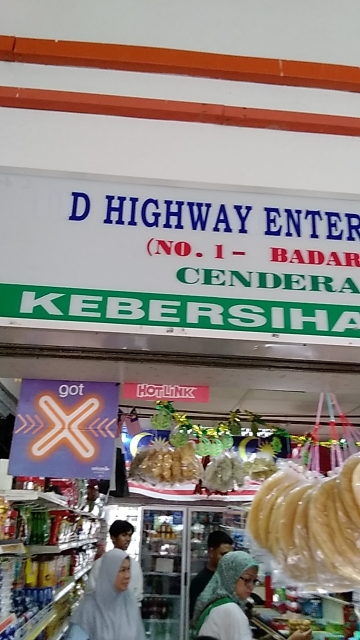 D HIGHWAY ENTER
(NO. 1 - BADAR
CENDERA
KEBERSIHA
got
X
HOTLINK